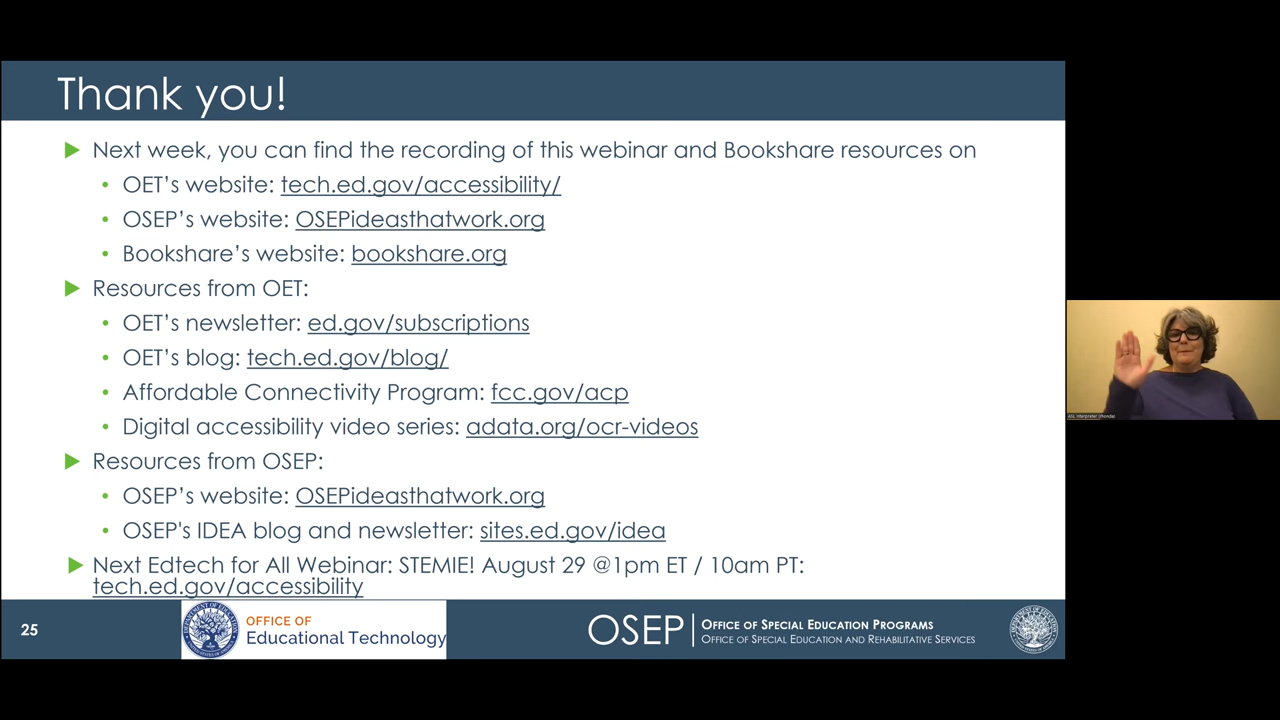 Thank you!
Next week, you can find the recording of this webinar and Bookshare resources on
OET’s website: tech.ed.gov/accessibility/
OSEP’s website: OSEPideasthatwork.org
Bookshare’s website: bookshare.org
Resources from OET:
OET’s newsletter: ed.gov/subscriptions
OET’s blog: tech.ed.gov/blog/
Affordable Connectivity Program: fcc.gov/acp
Digital accessibility video series: adata.org/ocr-videos
Resources from OSEP:
OSEP’s website: OSEPideasthatwork.org
OSEP's IDEA blog and newsletter: sites.ed.gov/idea
Next Edtech for All Webinar: STEMIE! August 29 @1pm ET / 10am PT:
tech.ed.gov/accessibility
25
OFFICE OF
Educational Technology
OSEP
OFFICE OF SPECIAL EDUCATION PROGRAMS
OFFICE OF SPECIAL EDUCATION AND REHABILITATIVE SERVICES
ASL Interpreter (rhonda)